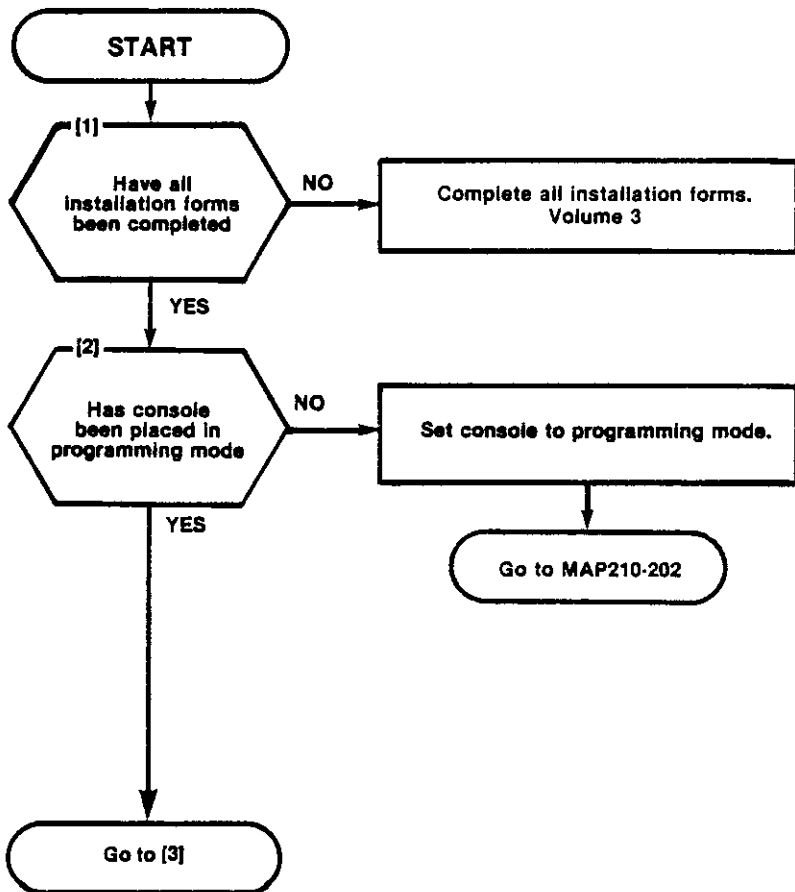 START
[1]
Have all
installation forms
been completed
NO
Complete all installation forms.
Volume 3
YES
[2]
Has console
been placed in
programming mode
NO
Set console to programming mode.
YES
Go to MAP210-202
Go to [3]